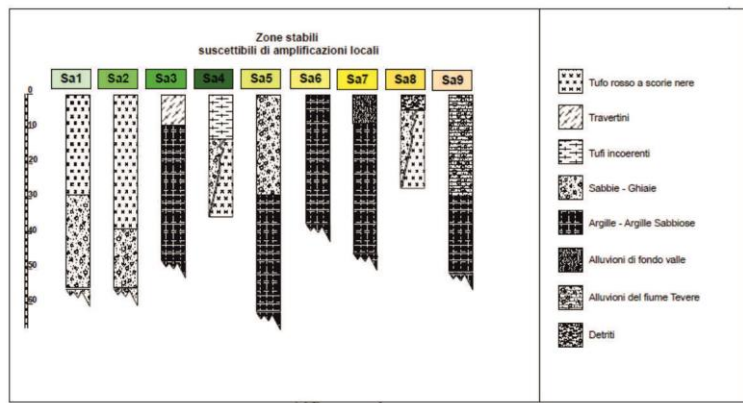 Zone stabili
suscettibili di amplificazioni locali
Sa1 Sa2 Sa3 Sa4 Sa5 Sa6 Sa7 Sa8 Sa9
0
10
20
30
40
50
60
Tufo rosso a scorie nere
Travertini
Tufi incoerenti
Sabbie - Ghiaie
Argille - Argille Sabbiose
Alluvioni di fondo valle
Alluvioni del fiume Tevere
Detriti